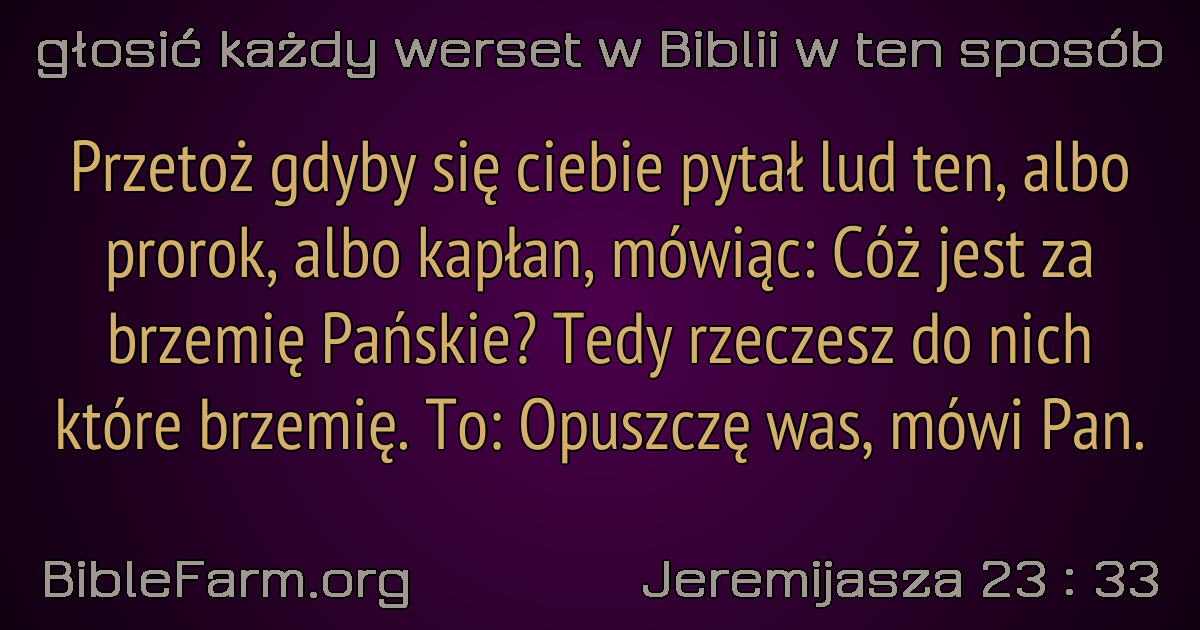 głosić każdy werset w Biblii w ten sposób
Przetoż gdyby się ciebie pytał lud ten, albo
prorok, albo kapłan, mówiąc: Cóż jest za
brzemię Pańskie? Tedy rzeczesz do nich
które brzemię. To: Opuszczę was, mówi Pan.
BibleFarm.org
Jeremijasza 23 : 33